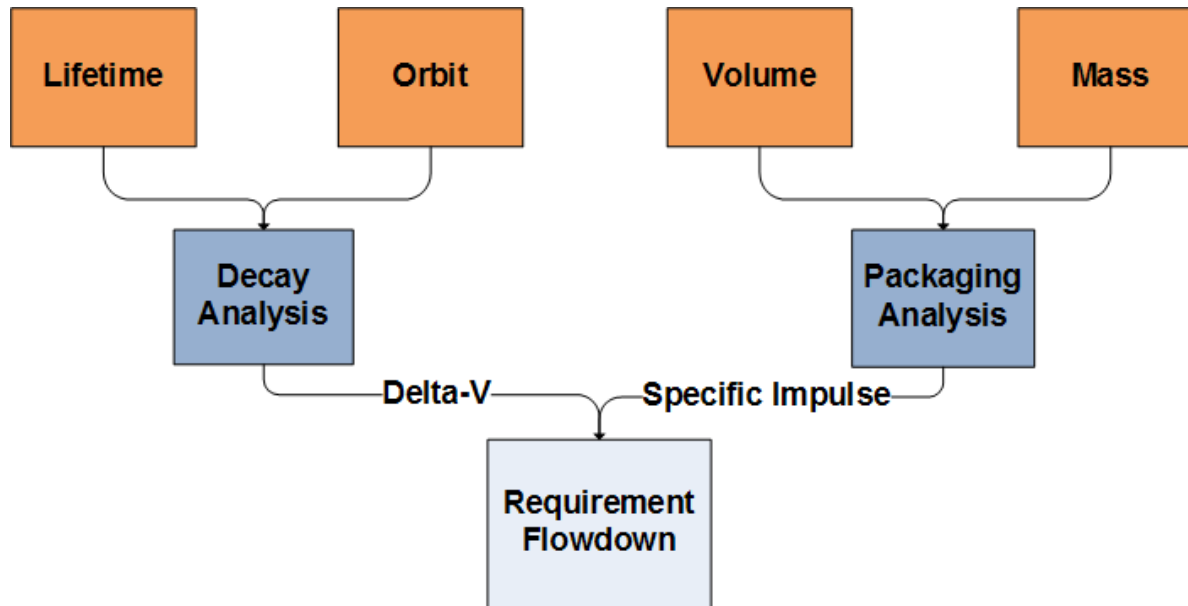 Lifetime
Orbit
Volume
Mass
Decay
Analysis
Packaging
Analysis
Delta-V
Specific Impulse
Requirement
Flowdown